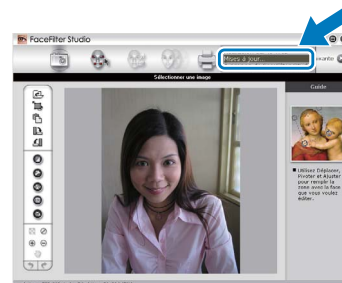 FaceFilter Studio
Mises à jour...
Sélectionner une image
Guide
Utilisez Déplacer,
Pivoter et Ajuster
pour remplir la
zone avec la face
que vous voulez
éditer.